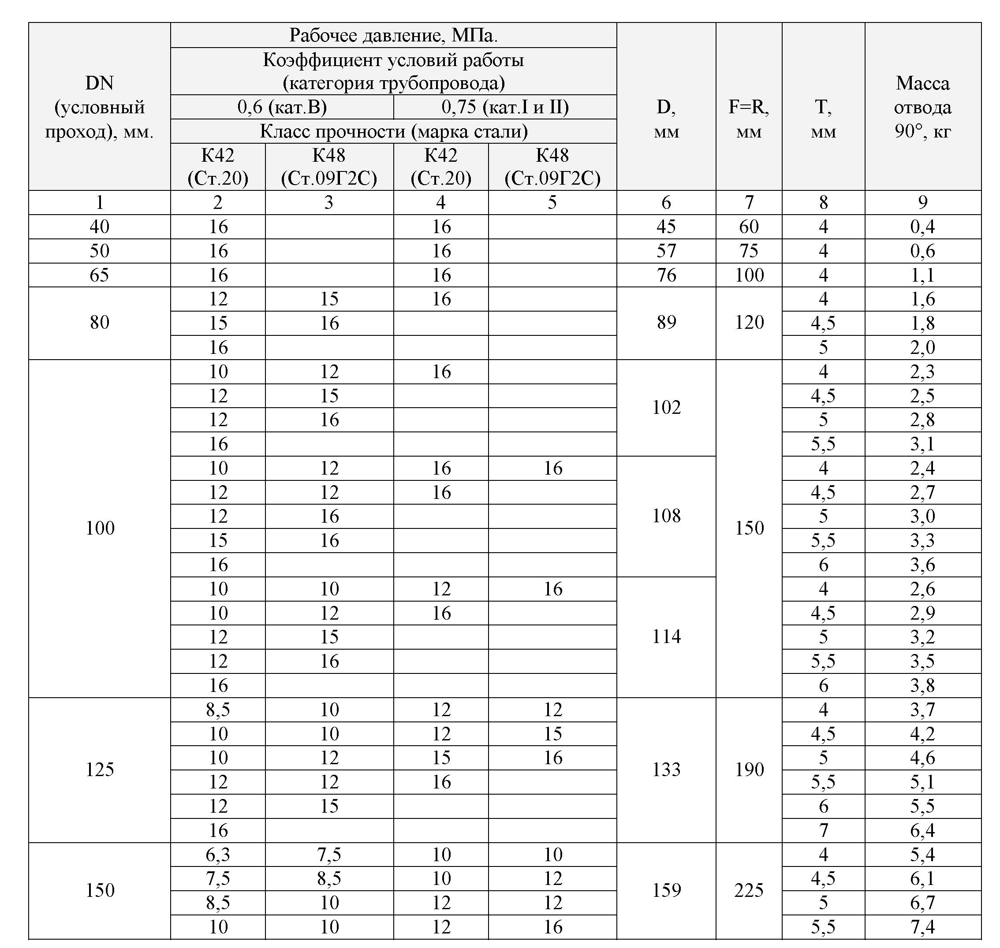 DN (условный проход), мм.
Рабочее давление, МПа.
Коэффициент условий работы
(категория трубопровода)
0,6 (кат.В) 0,75 (кат.I и II)
Класс прочности (марка стали)
К42 (Ст.20) К48 (Ст.09Г2С) К42 (Ст.20) К48 (Ст.09Г2С)
D, мм
F=R, мм
T, мм
Масса отвода 90°, кг
1 2 3 4 5 6 7 8 9
40 16 16 45 60 4 0,4
50 16 16 57 75 4 0,6
65 16 16 76 100 4 1,1
80 12 15 16 89 120 4 1,6
15 16 4,5 1,8
16 5 2,0
100 10 12 16 102 150 4 2,3
12 15 4,5 2,5
12 16 5 2,8
16 5,5 3,1
10 12 16 16 108 4 2,4
12 12 16 4,5 2,7
12 16 5 3,0
15 16 5,5 3,3
16 6 3,6
10 10 12 16 114 4 2,6
10 12 16 4,5 2,9
12 15 5 3,2
12 16 5,5 3,5
16 6 3,8
125 8,5 10 12 12 133 190 4 3,7
10 10 12 15 4,5 4,2
10 12 15 16 5 4,6
12 12 16 5,5 5,1
12 15 6 5,5
16 7 6,4
150 6,3 7,5 10 10 159 225 4 5,4
7,5 8,5 10 12 4,5 6,1
8,5 10 12 12 5 6,7
10 10 12 16 5,5 7,4